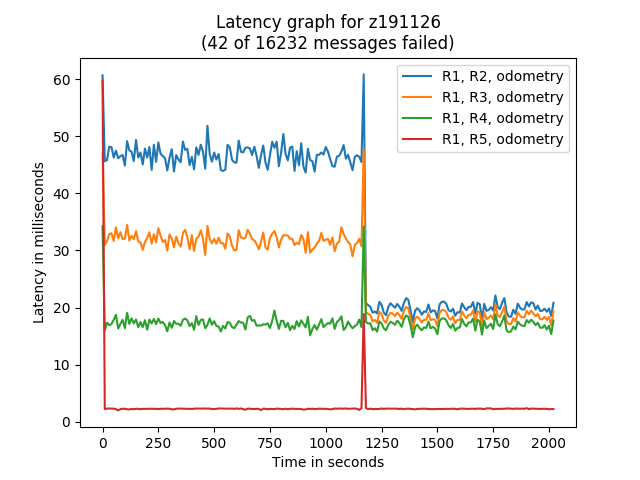 Latency graph for z191126
(42 of 16232 messages failed)
R1, R2, odometry
R1, R3, odometry
R1, R4, odometry
R1, R5, odometry
Latency in milliseconds
60
50
40
30
20
10
0
0 250 500 750 1000 1250 1500 1750 2000
Time in seconds